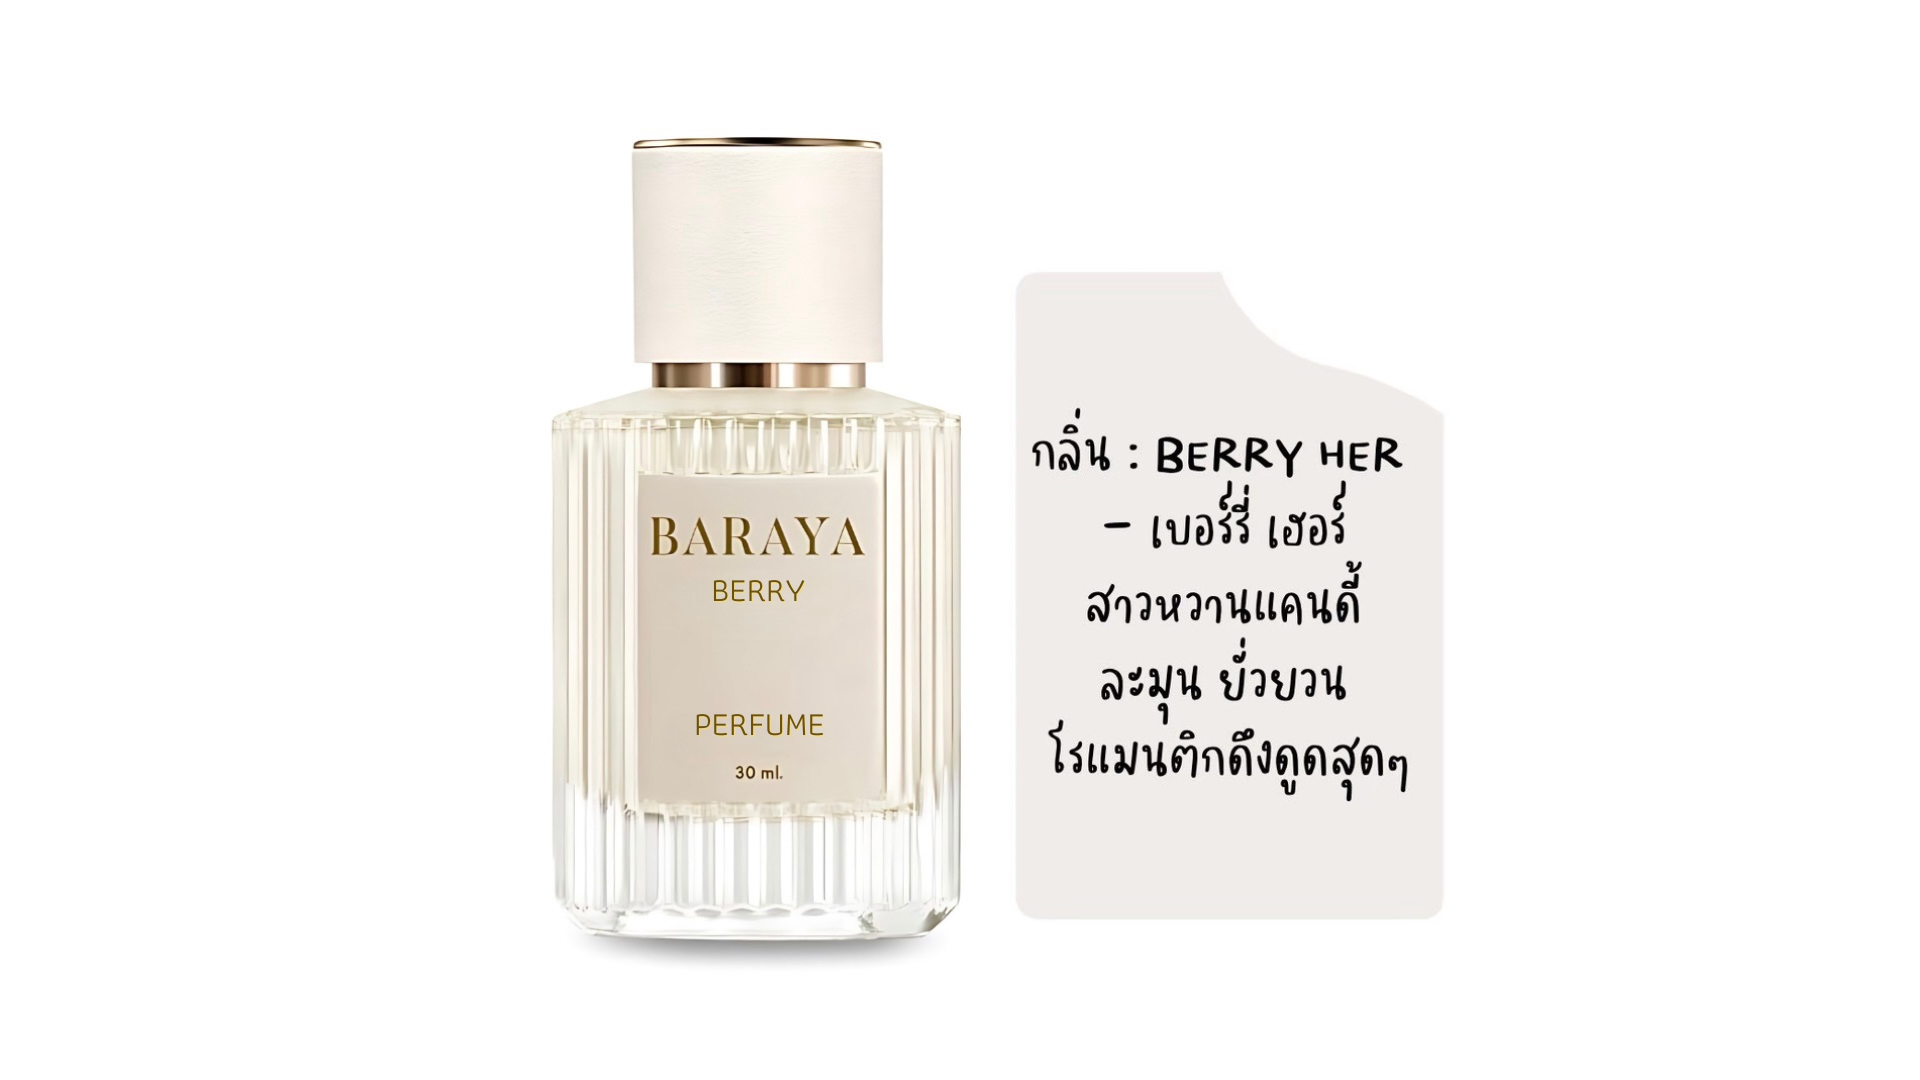 BARAYA
BERRY
PERFUME
30 ml.
กลิ่น : BERRY HER
- เบอร์รี่ เฮอร์
สาวหวานแคนดี้
ละมุน ยั่วยวน
โรแมนติกดึงดูดสุดๆ